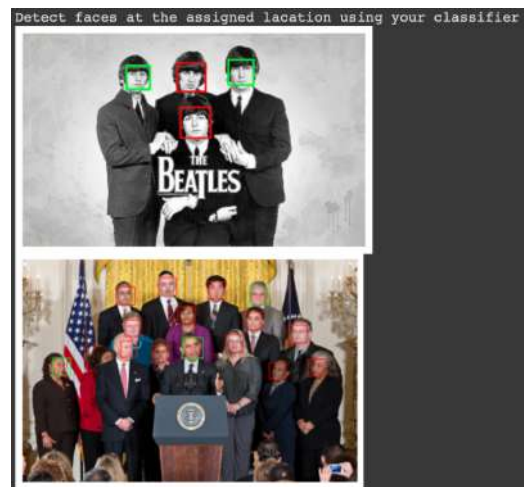 Detect faces at the assigned lacation using your classifier
THE
BEATLES